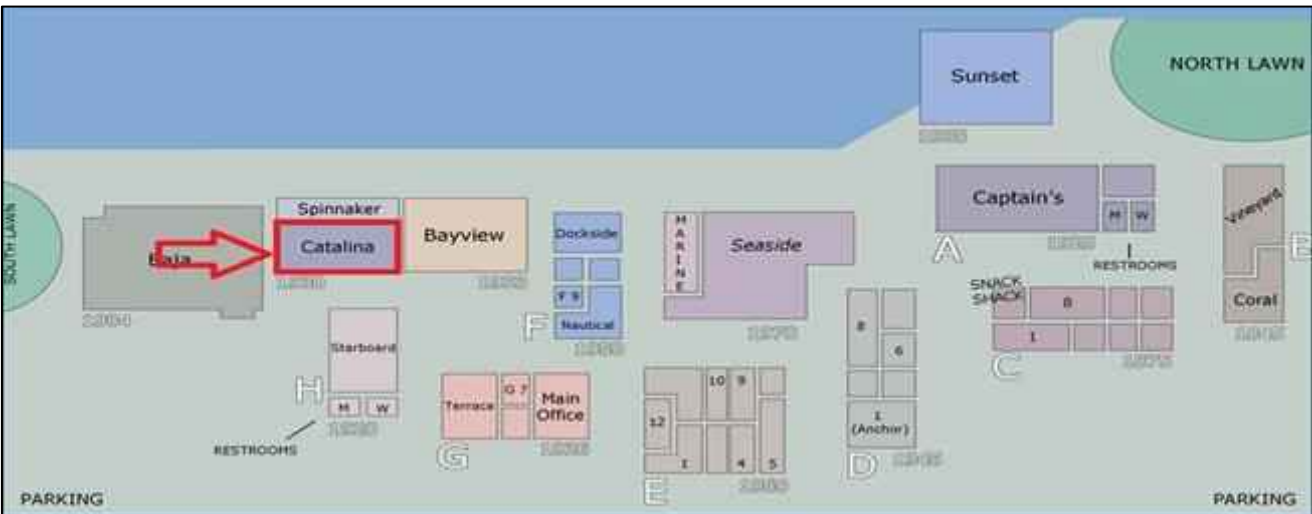 NORTH LAWN
Sunset
SOUTH LAWN
Spinnaker
Catalina
Bayview
Baja
Dockside
F 9
Nautical
F
MARINE
Seaside
1970
Captain's
A
M W
RESTROOMS
Vineyard
B
Coral
SNACK
SHACK
8
1
C
8
6
1
(Anchor)
D
Starboard
H
M W
RESTROOMS
Terrace
G 7
Main
Office
G
10 9
12
1 4 5
E
PARKING
PARKING